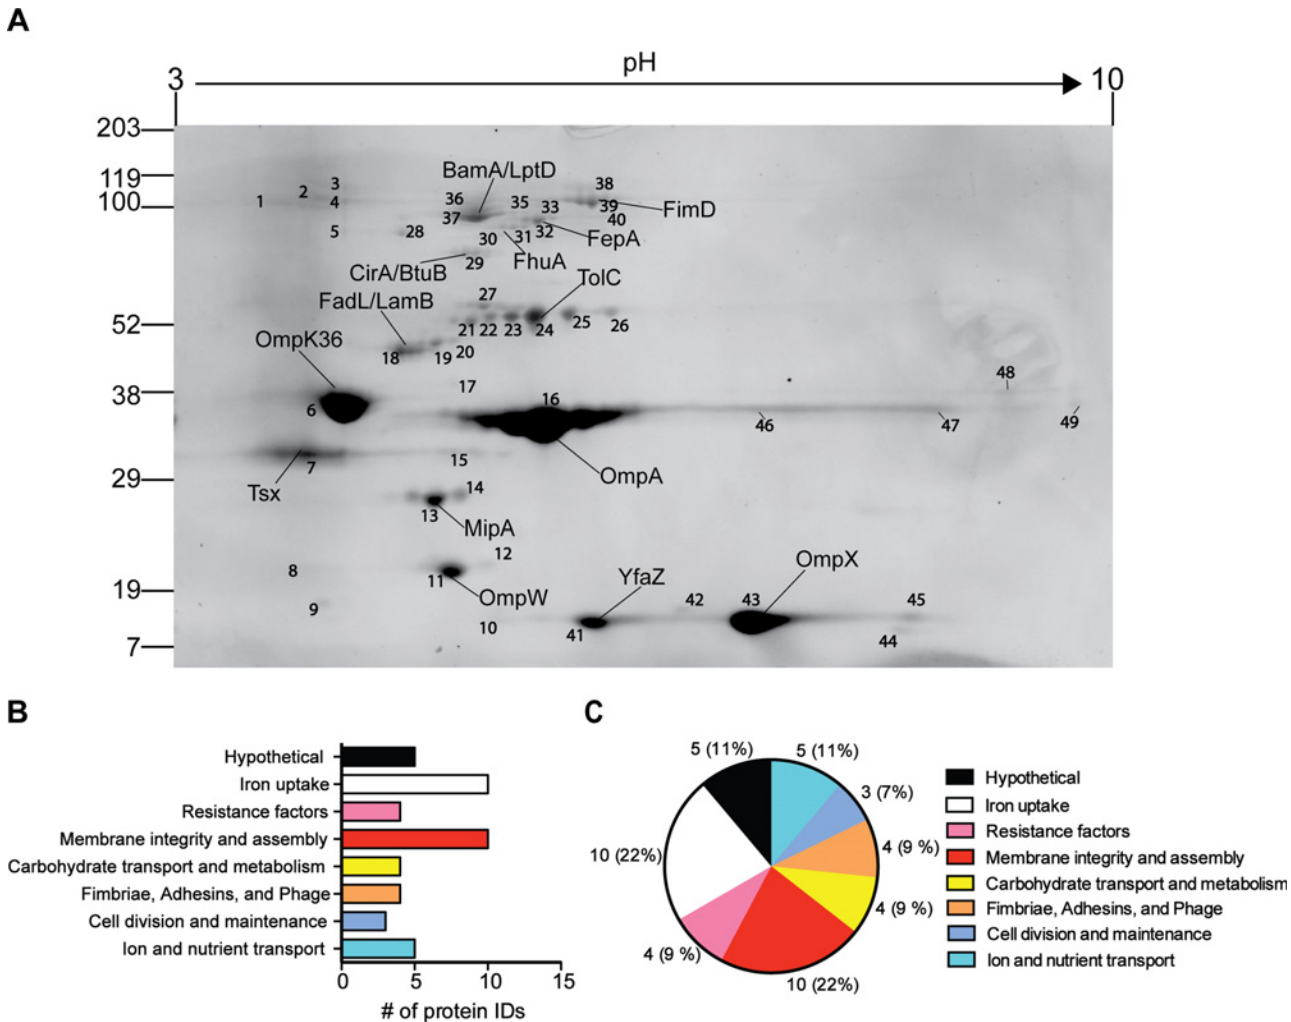 A
pH
3
10
203
119
100
52
38
29
19
7
BamA/LptD
38
3
2
4
1
36
35
33
39
FimD
37
40
5
28
30
31
32
FepA
CirA/BtuB
29
FhuA
TolC
27
FadL/LamB
21
22
23
24
25
26
OmpK36
18
19
20
17
48
6
16
46
47
49
15
OmpA
7
Tsx
14
13
MipA
12
OmpX
8
11
OmpW
YfaZ
9
42
43
45
10
41
44
B
Hypothetical
Iron uptake
Resistance factors
Membrane integrity and assembly
Carbohydrate transport and metabolism
Fimbriae, Adhesins, and Phage
Cell division and maintenance
Ion and nutrient transport
0
5
10
15
# of protein IDs
C
5 (11%)
5 (11%)
3 (7%)
4 (9 %)
4 (9 %)
10 (22%)
4 (9 %)
10 (22%)
Hypothetical
Iron uptake
Resistance factors
Membrane integrity and assembly
Carbohydrate transport and metabolism
Fimbriae, Adhesins, and Phage
Cell division and maintenance
Ion and nutrient transport